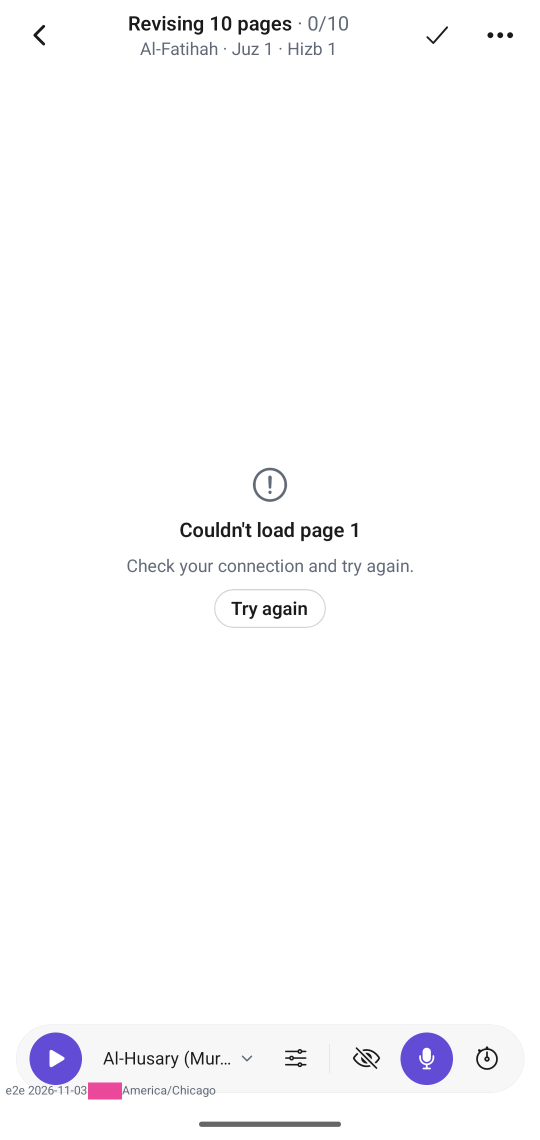 Revising 10 pages · 0/10
Al-Fatihah · Juz 1 · Hizb 1
Couldn't load page 1
Check your connection and try again.
Try again
Al-Husary (Mur...
e2e 2026-11-03
America/Chicago